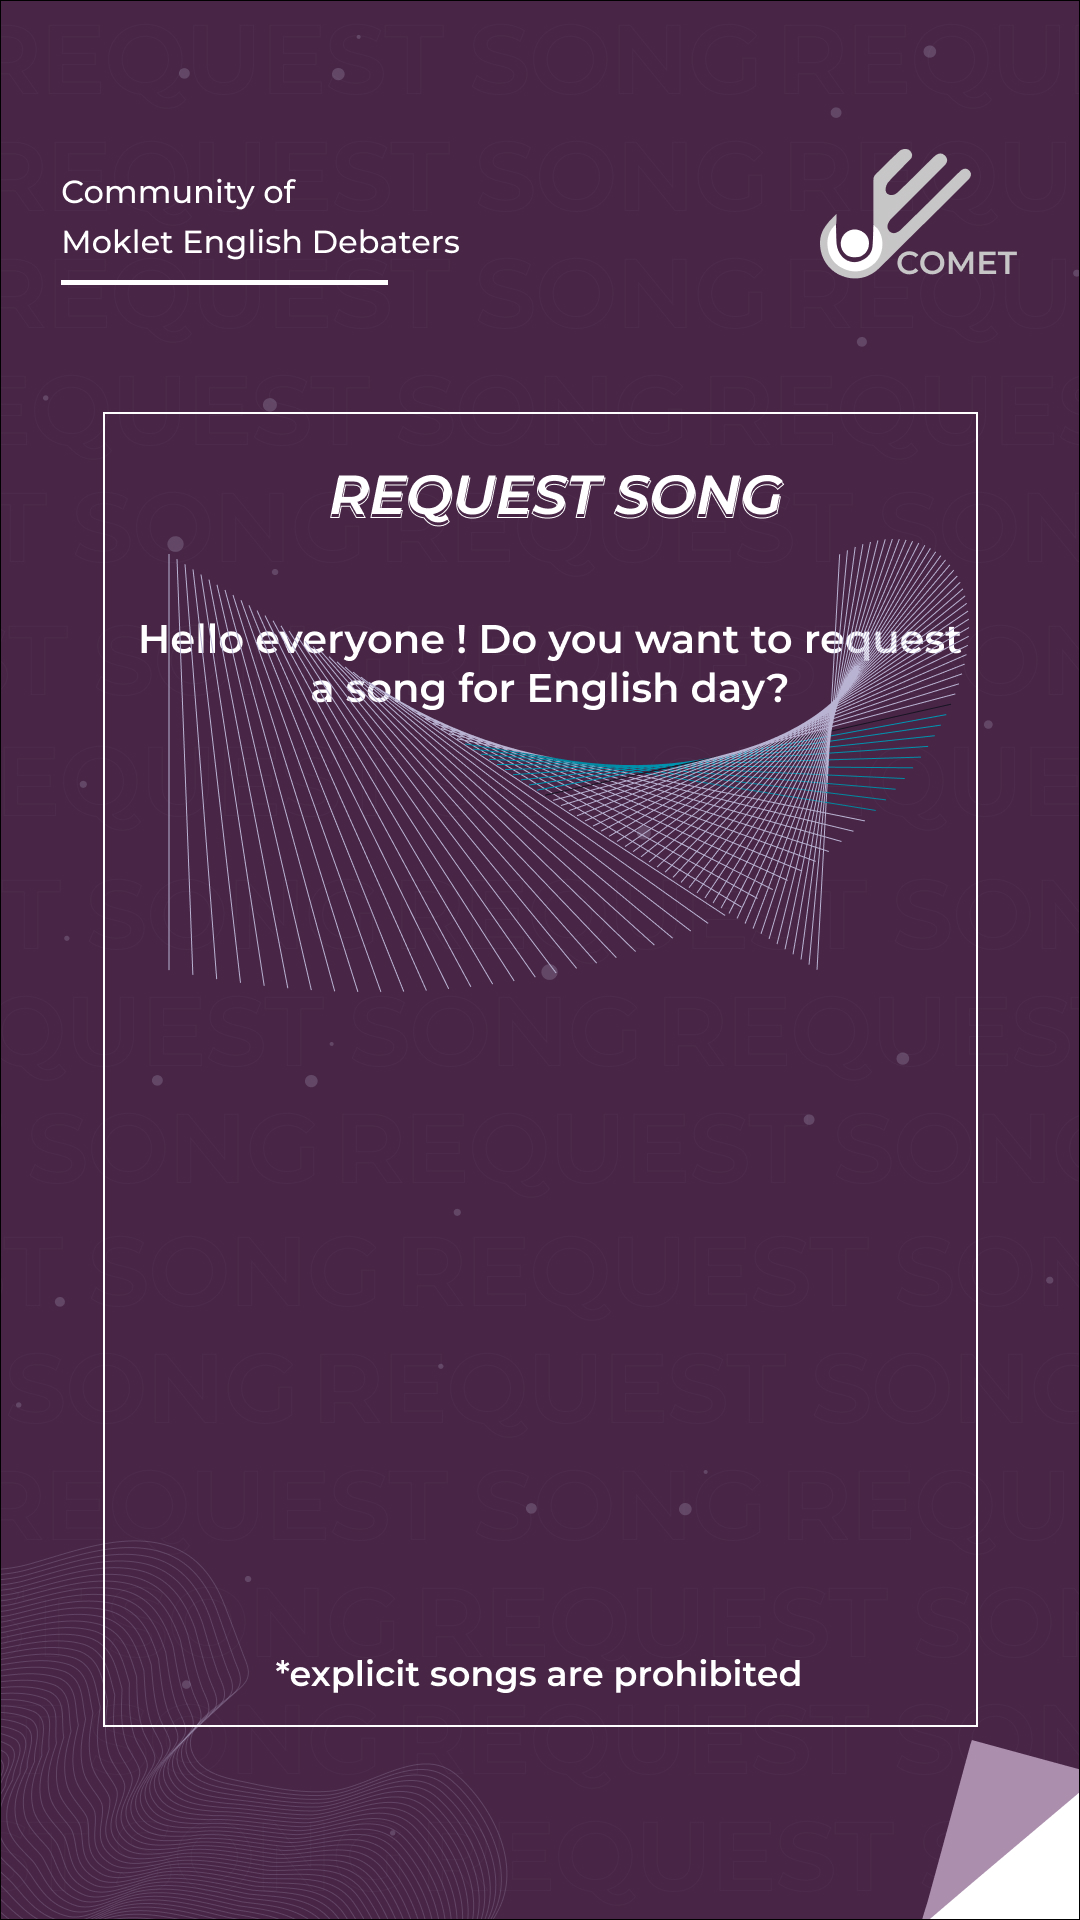 Community of
Moklet English Debaters
COMET
REQUEST SONG
Hello everyone ! Do you want to request
a song for English day?
*explicit songs are prohibited